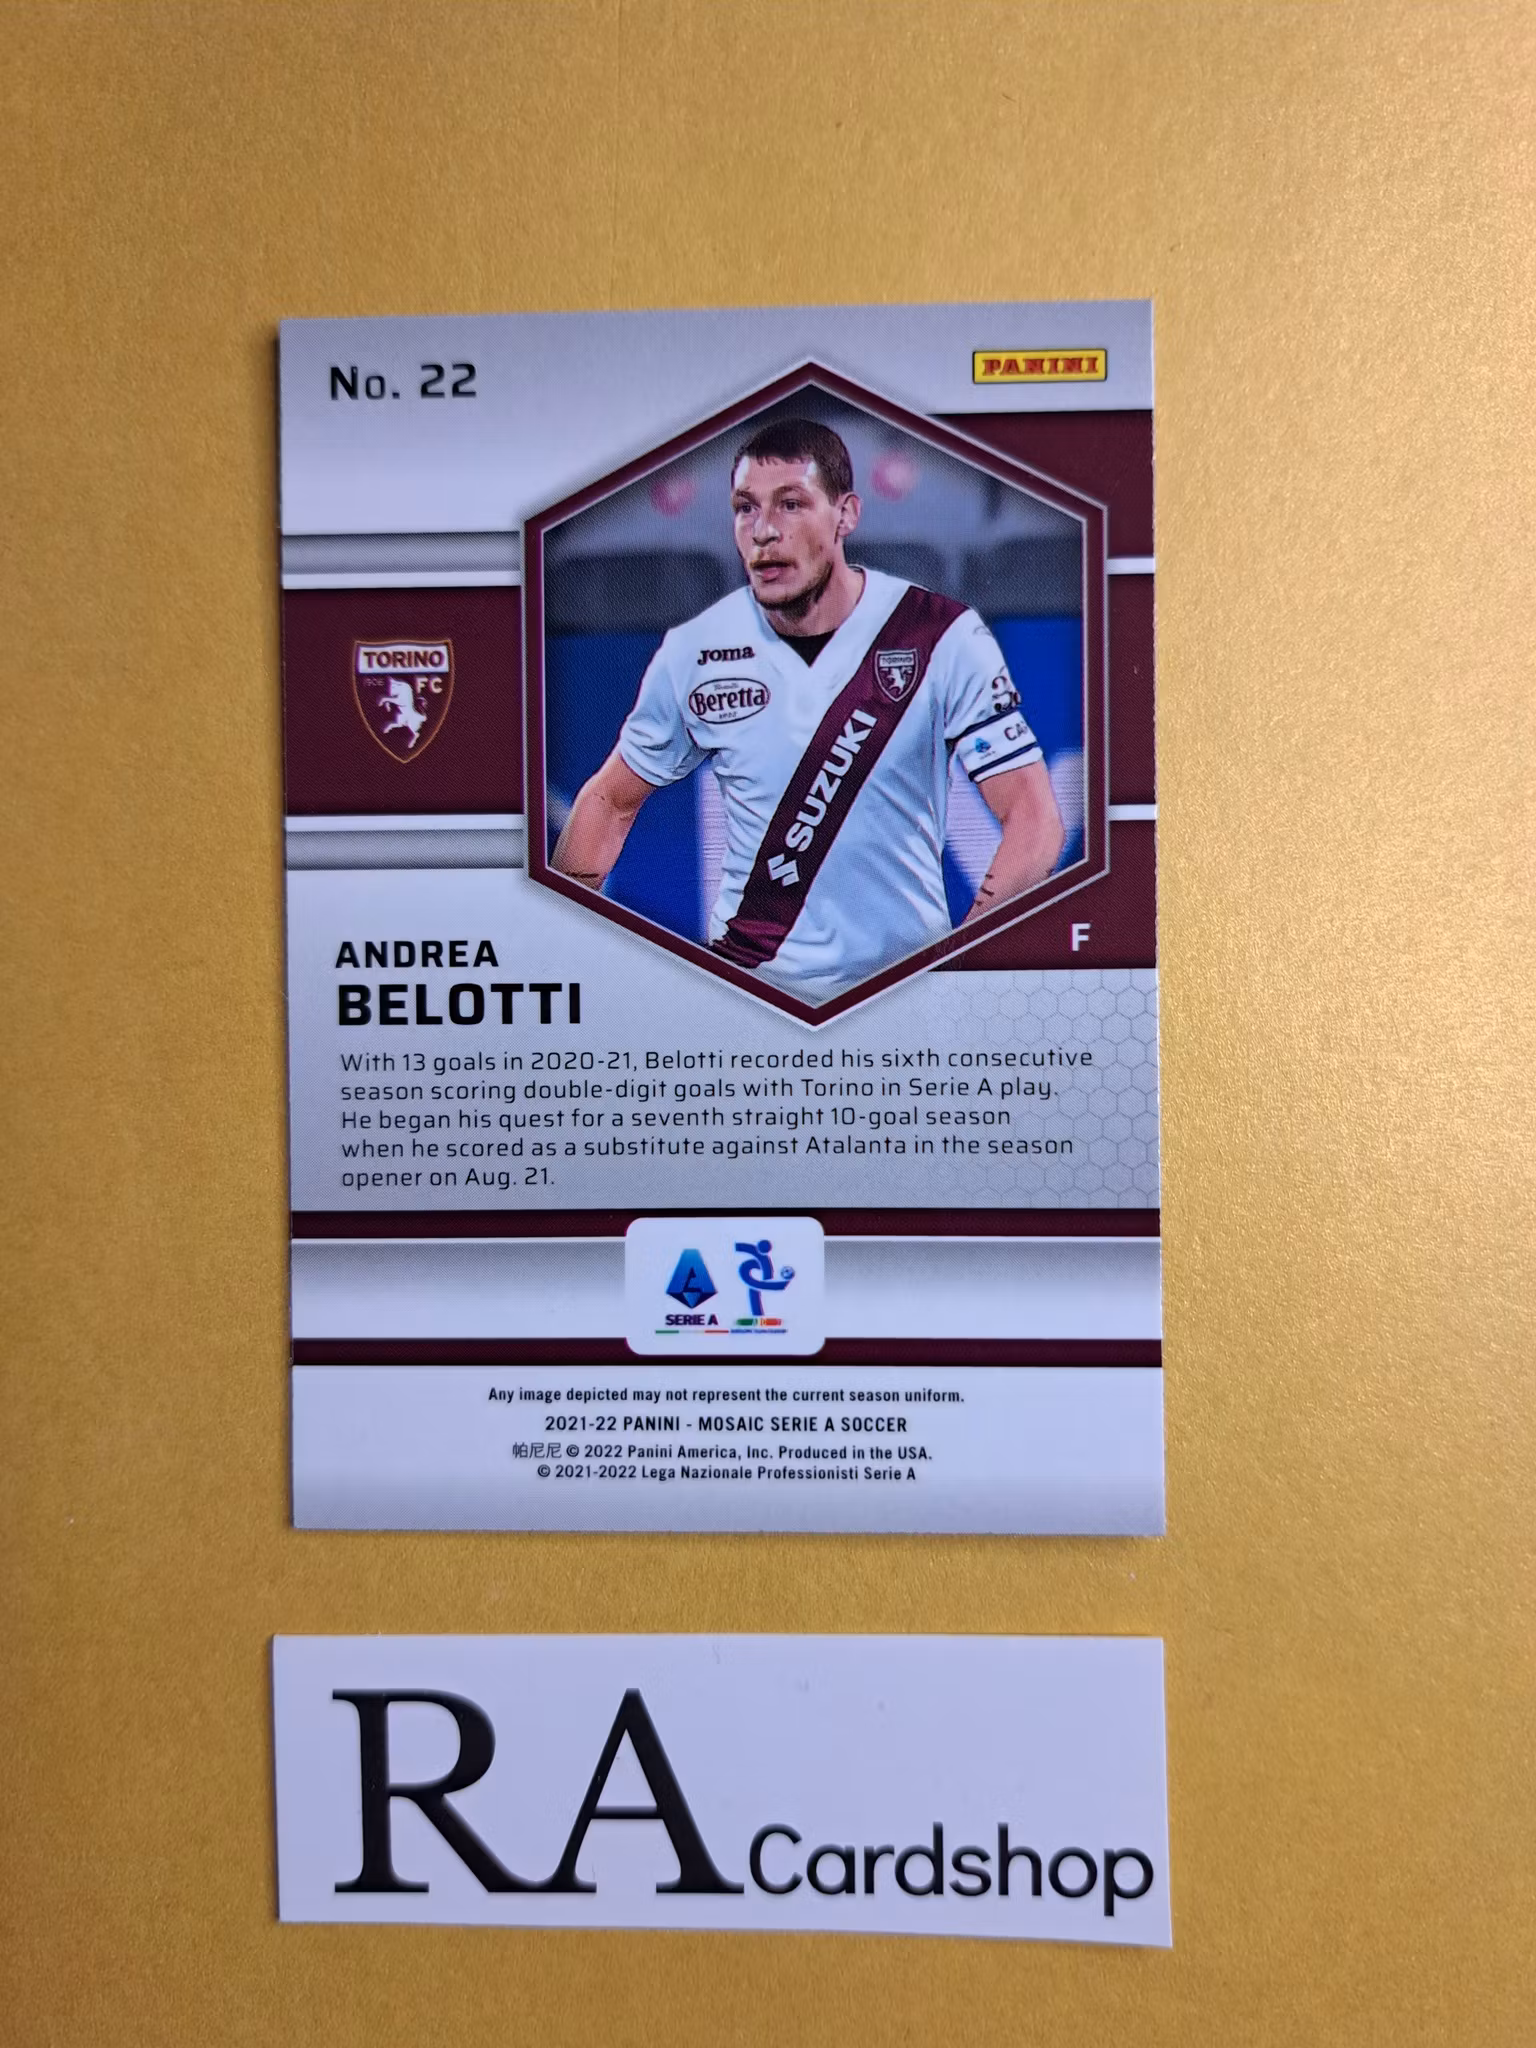 No. 22
PANINI
TORINO
1906 FC
Joma
Beretta
TORINO
SUZUKI
F
ANDREA
BELOTTI
With 13 goals in 2020-21, Belotti recorded his sixth consecutive
season scoring double-digit goals with Torino in Serie A play.
He began his quest for a seventh straight 10-goal season
when he scored as a substitute against Atalanta in the season
opener on Aug. 21.
SERIE A
Any image depicted may not represent the current season uniform.
2021-22 PANINI - MOSAIC SERIE A SOCCER
帕尼尼 © 2022 Panini America, Inc. Produced in the USA.
© 2021-2022 Lega Nazionale Professionisti Serie A
RA Cardshop